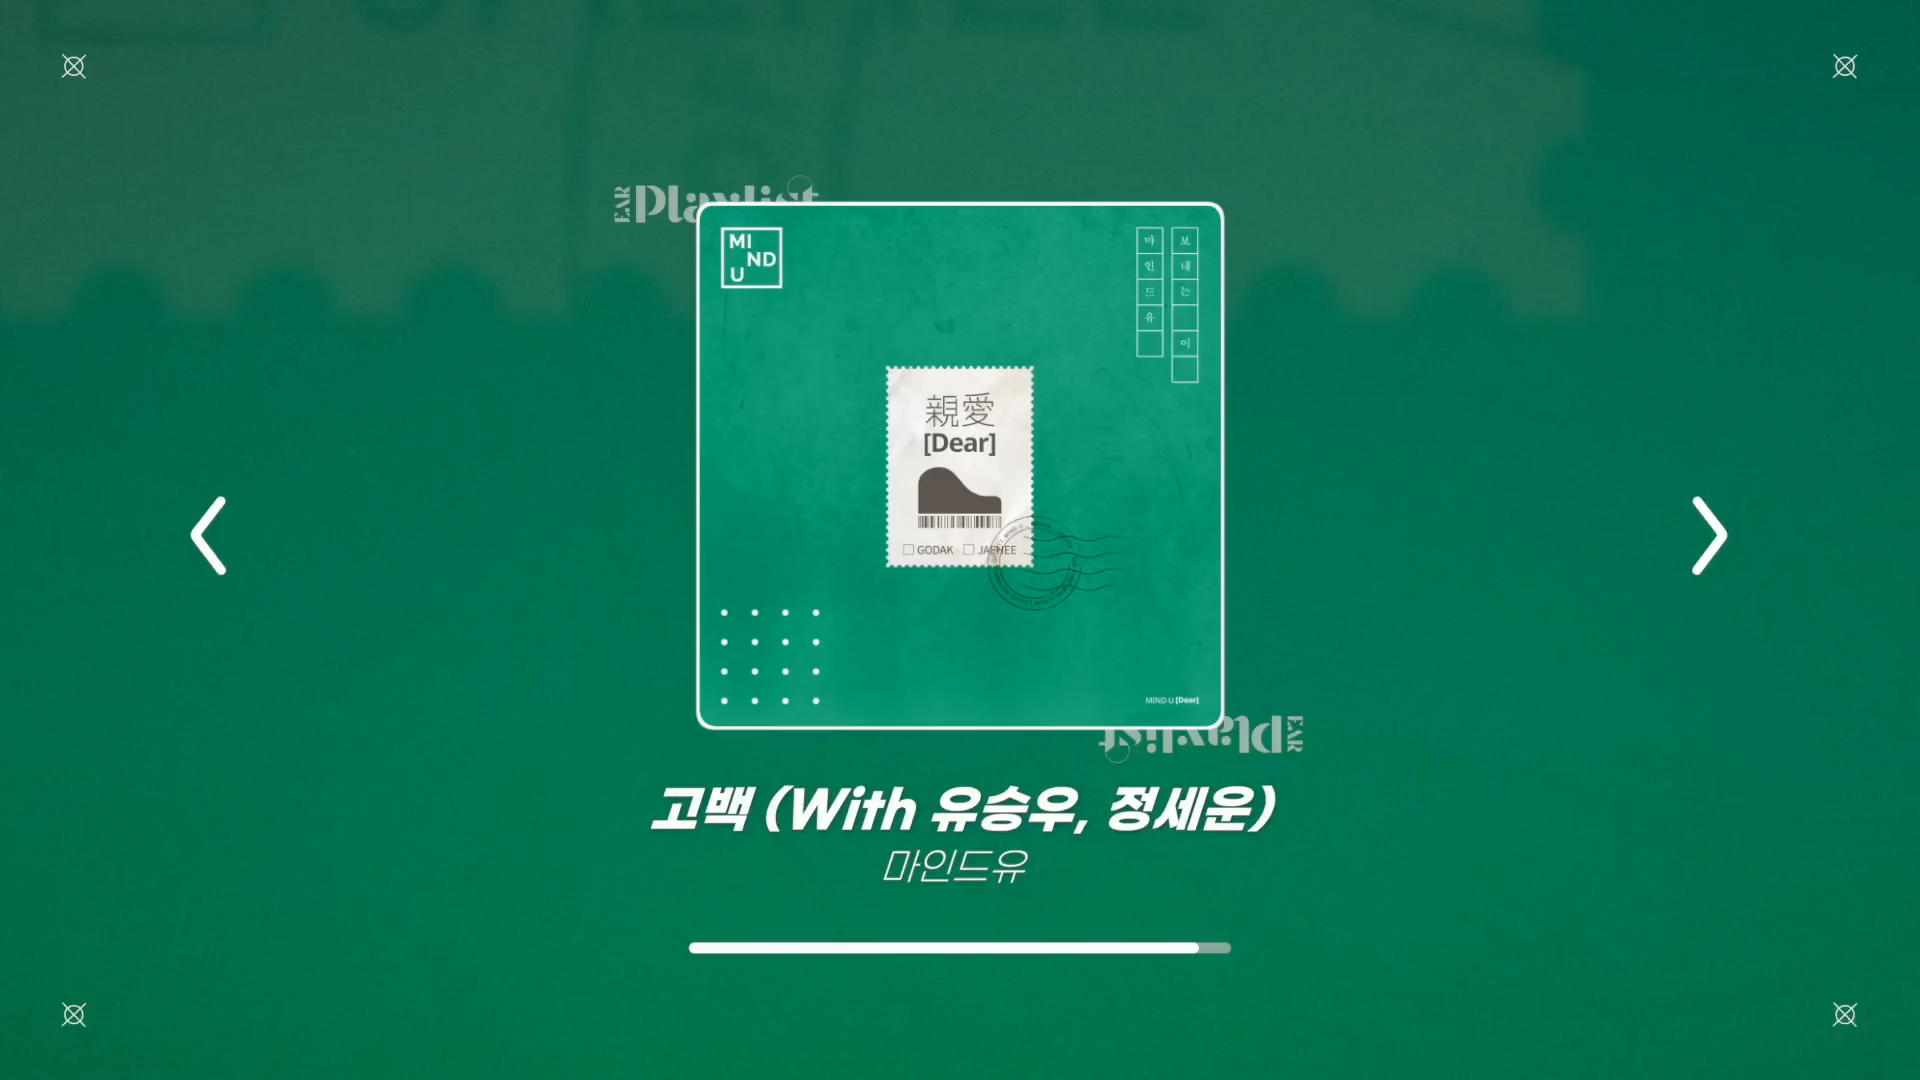 EAR Playlist
MI
ND
U
마인드유
보내는 이
親愛
[Dear]
GODAK JAEHEE
MIND U [Dear]
EAR Playlist
고백 (With 유승우, 정세운)
마인드유